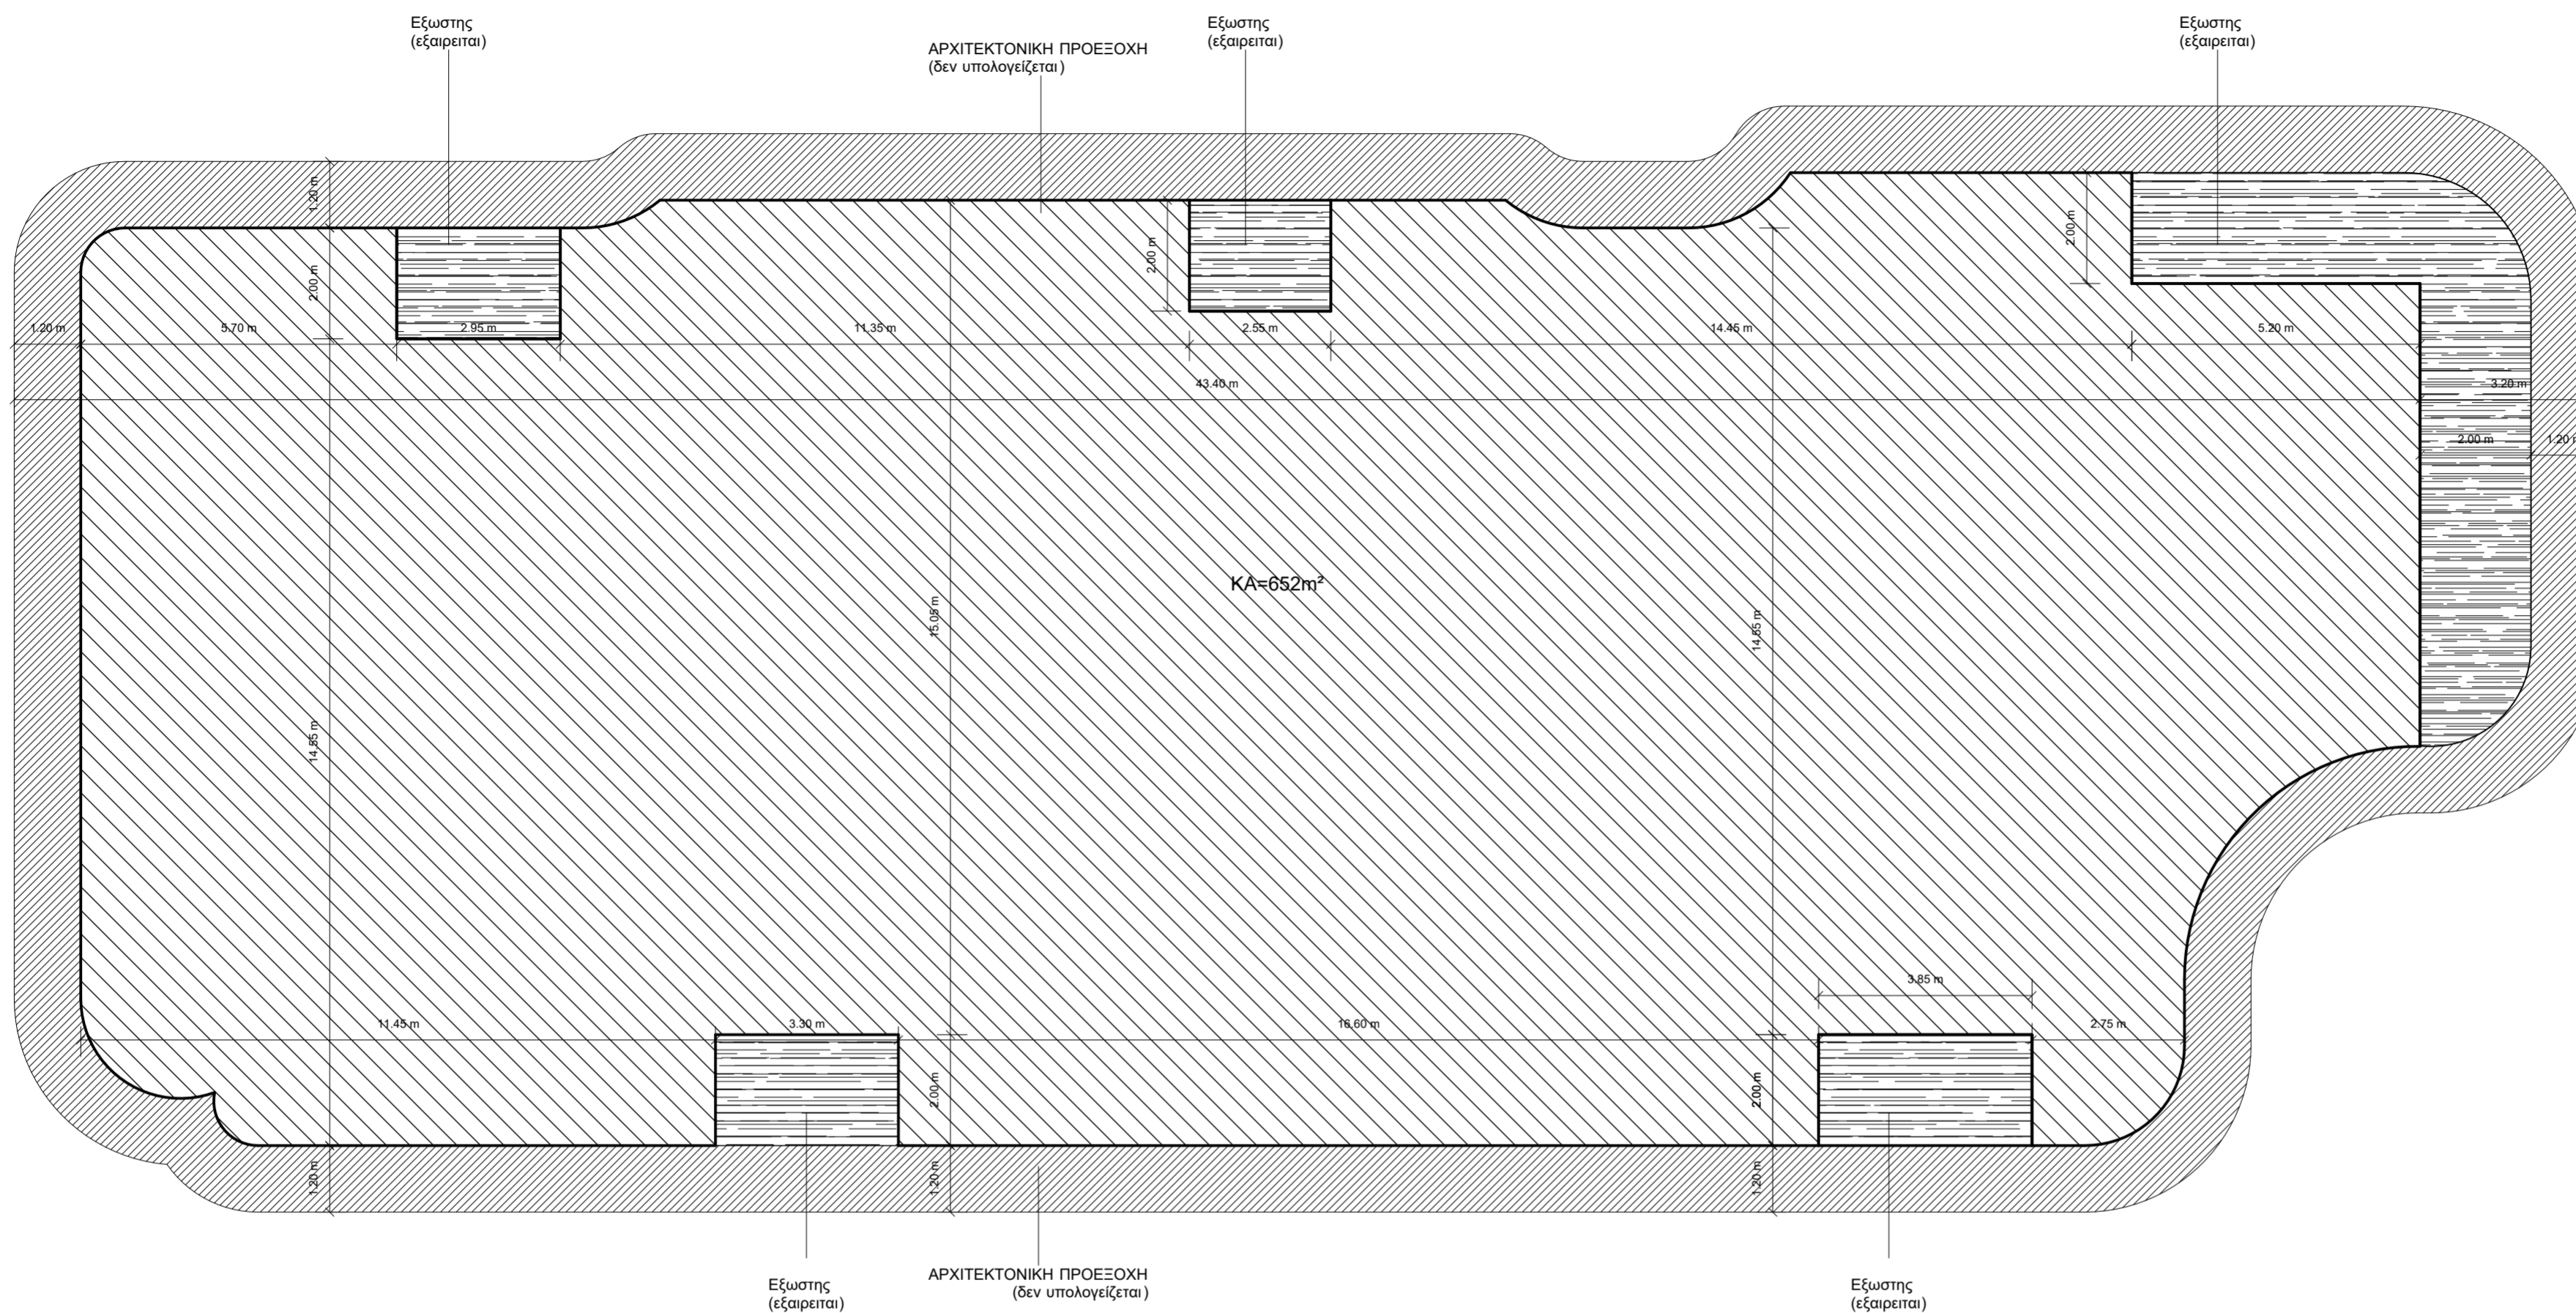 Εξωστης
(εξαιρειται)
ΑΡΧΙΤΕΚΤΟΝΙΚΗ ΠΡΟΕΞΟΧΗ
(δεν υπολογείζεται)
Εξωστης
(εξαιρειται)
Εξωστης
(εξαιρειται)
1.20 m
2.00 m
2.00 m
2.00 m
1.20 m
5.70 m
2.95 m
11.35 m
2.55 m
14.45 m
5.20 m
43.40 m
3.20 m
2.00 m
1.20 m
KA=652m²
15.05 m
14.55 m
14.55 m
3.85 m
11.45 m
3.30 m
16.60 m
2.75 m
2.00 m
2.00 m
1.20 m
1.20 m
1.20 m
Εξωστης
(εξαιρειται)
ΑΡΧΙΤΕΚΤΟΝΙΚΗ ΠΡΟΕΞΟΧΗ
(δεν υπολογείζεται)
Εξωστης
(εξαιρειται)